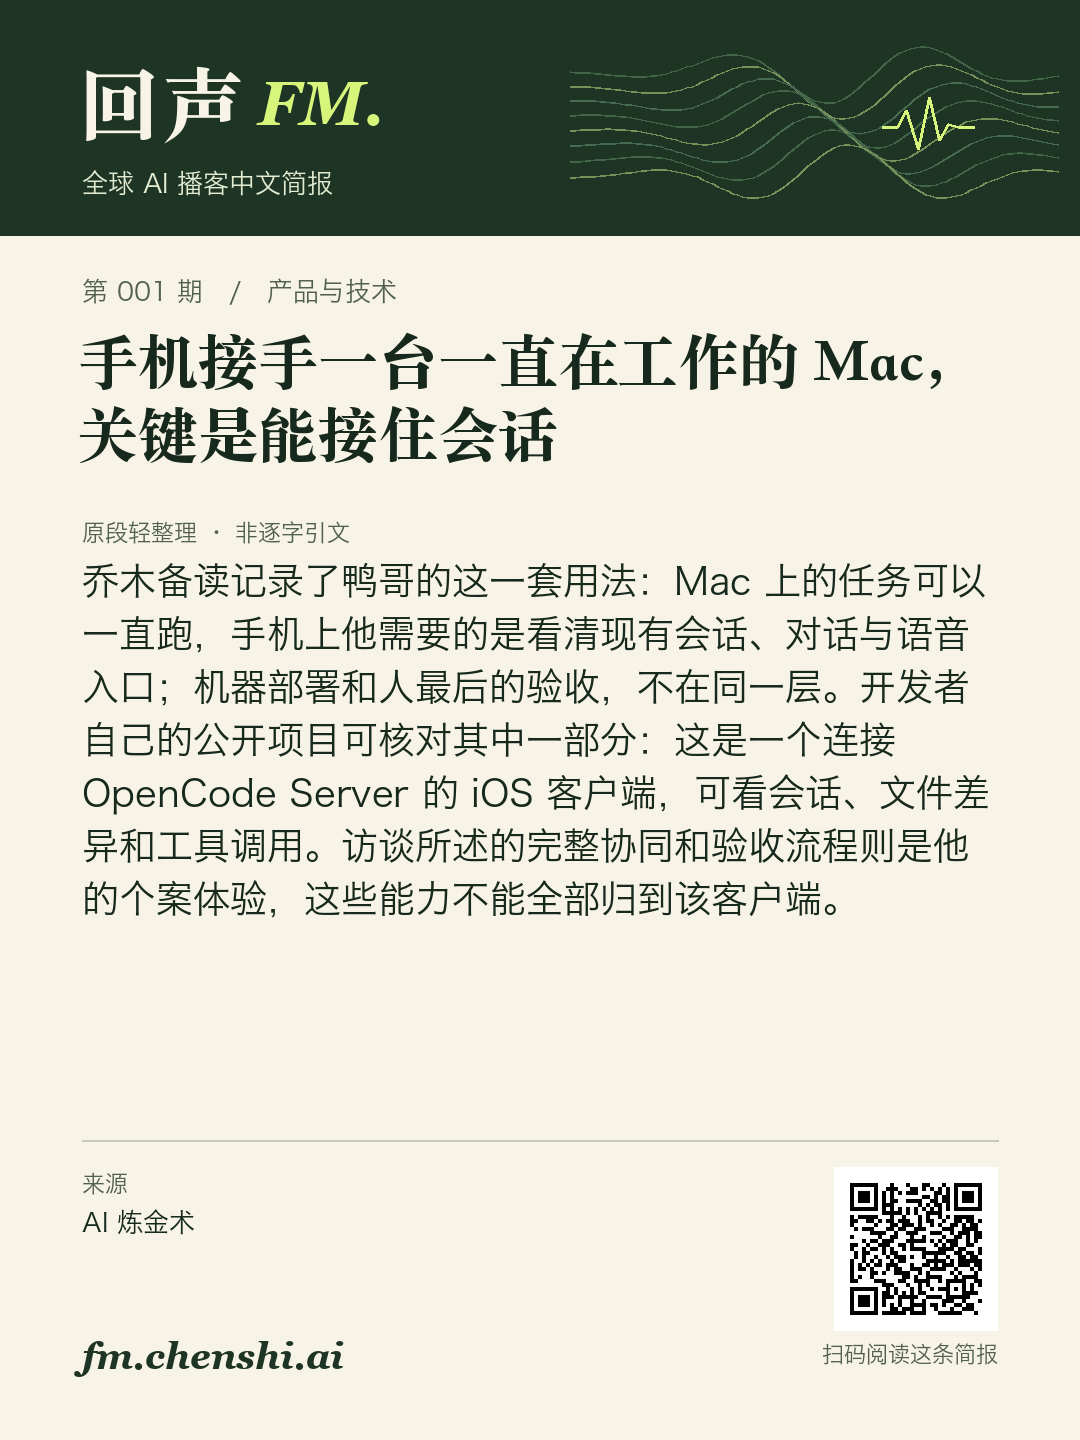 回声 FM.
全球 AI 播客中文简报
第 001 期 / 产品与技术
手机接手一台一直在工作的 Mac，
关键是能接住会话
原段轻整理 · 非逐字引文
乔木备读记录了鸭哥的这一套用法：Mac 上的任务可以
一直跑，手机上他需要的是看清现有会话、对话与语音
入口；机器部署和人最后的验收，不在同一层。开发者
自己的公开项目可核对其中一部分：这是一个连接
OpenCode Server 的 iOS 客户端，可看会话、文件差
异和工具调用。访谈所述的完整协同和验收流程则是他
的个案体验，这些能力不能全部归到该客户端。
来源
AI 炼金术
fm.chenshi.ai
扫码阅读这条简报